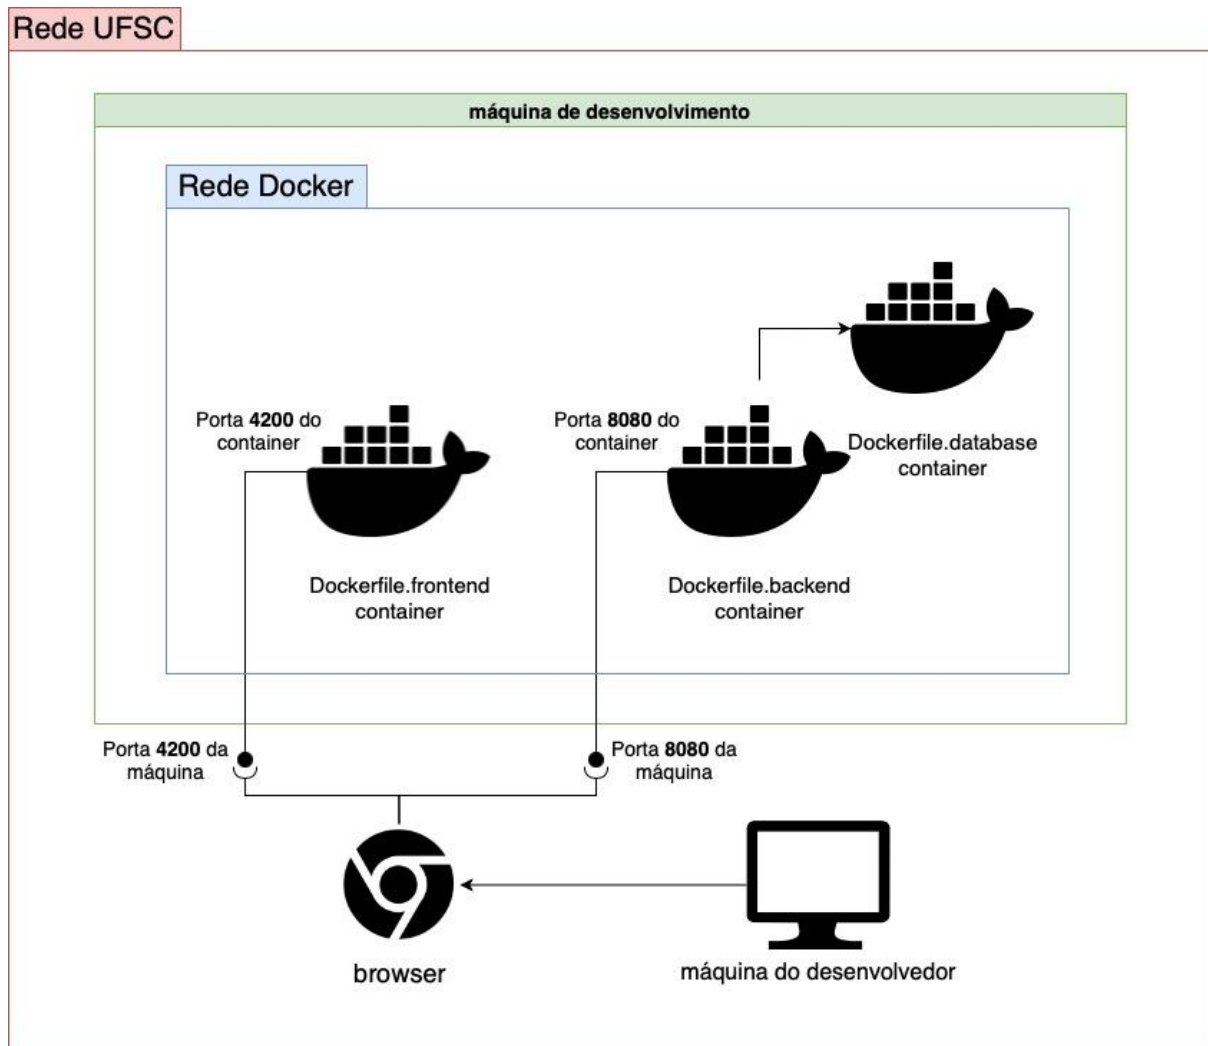 Rede UFSC
máquina de desenvolvimento
Rede Docker
Porta 4200 do
container
Porta 8080 do
container
Dockerfile.database
container
Dockerfile.frontend
container
Dockerfile.backend
container
Porta 4200 da
máquina
Porta 8080 da
máquina
browser
máquina do desenvolvedor